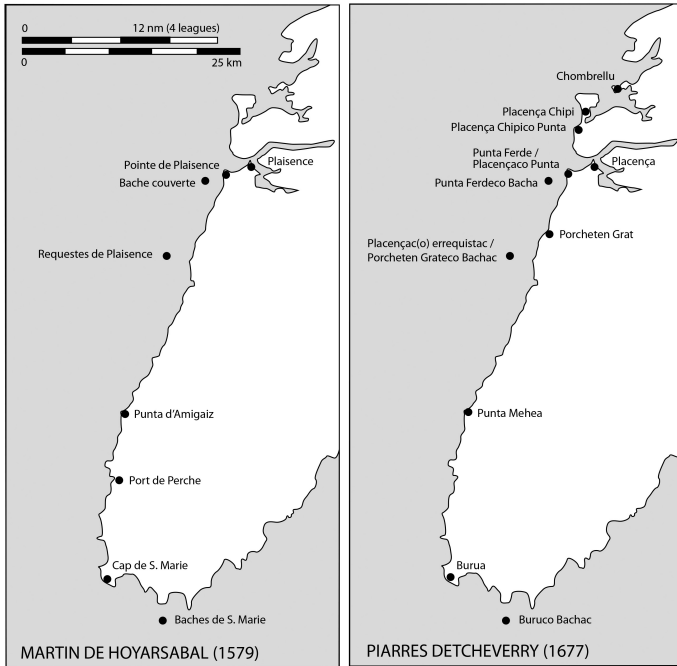 0 12 nm (4 leagues)
0 25 km
Pointe de Plaisence
Plaisence
Bache couverte
Requestes de Plaisence
Punta d'Amigaiz
Port de Perche
Cap de S. Marie
Baches de S. Marie
MARTIN DE HOYARSABAL (1579)
Chombrellu
Placença Chipi
Placença Chipico Punta
Punta Ferde /
Placençaco Punta
Placença
Punta Ferdeco Bacha
Porcheten Grat
Placençac(o) errequistac /
Porcheten Grateco Bachac
Punta Mehea
Burua
Buruco Bachac
PIARRES DETCHEVERRY (1677)